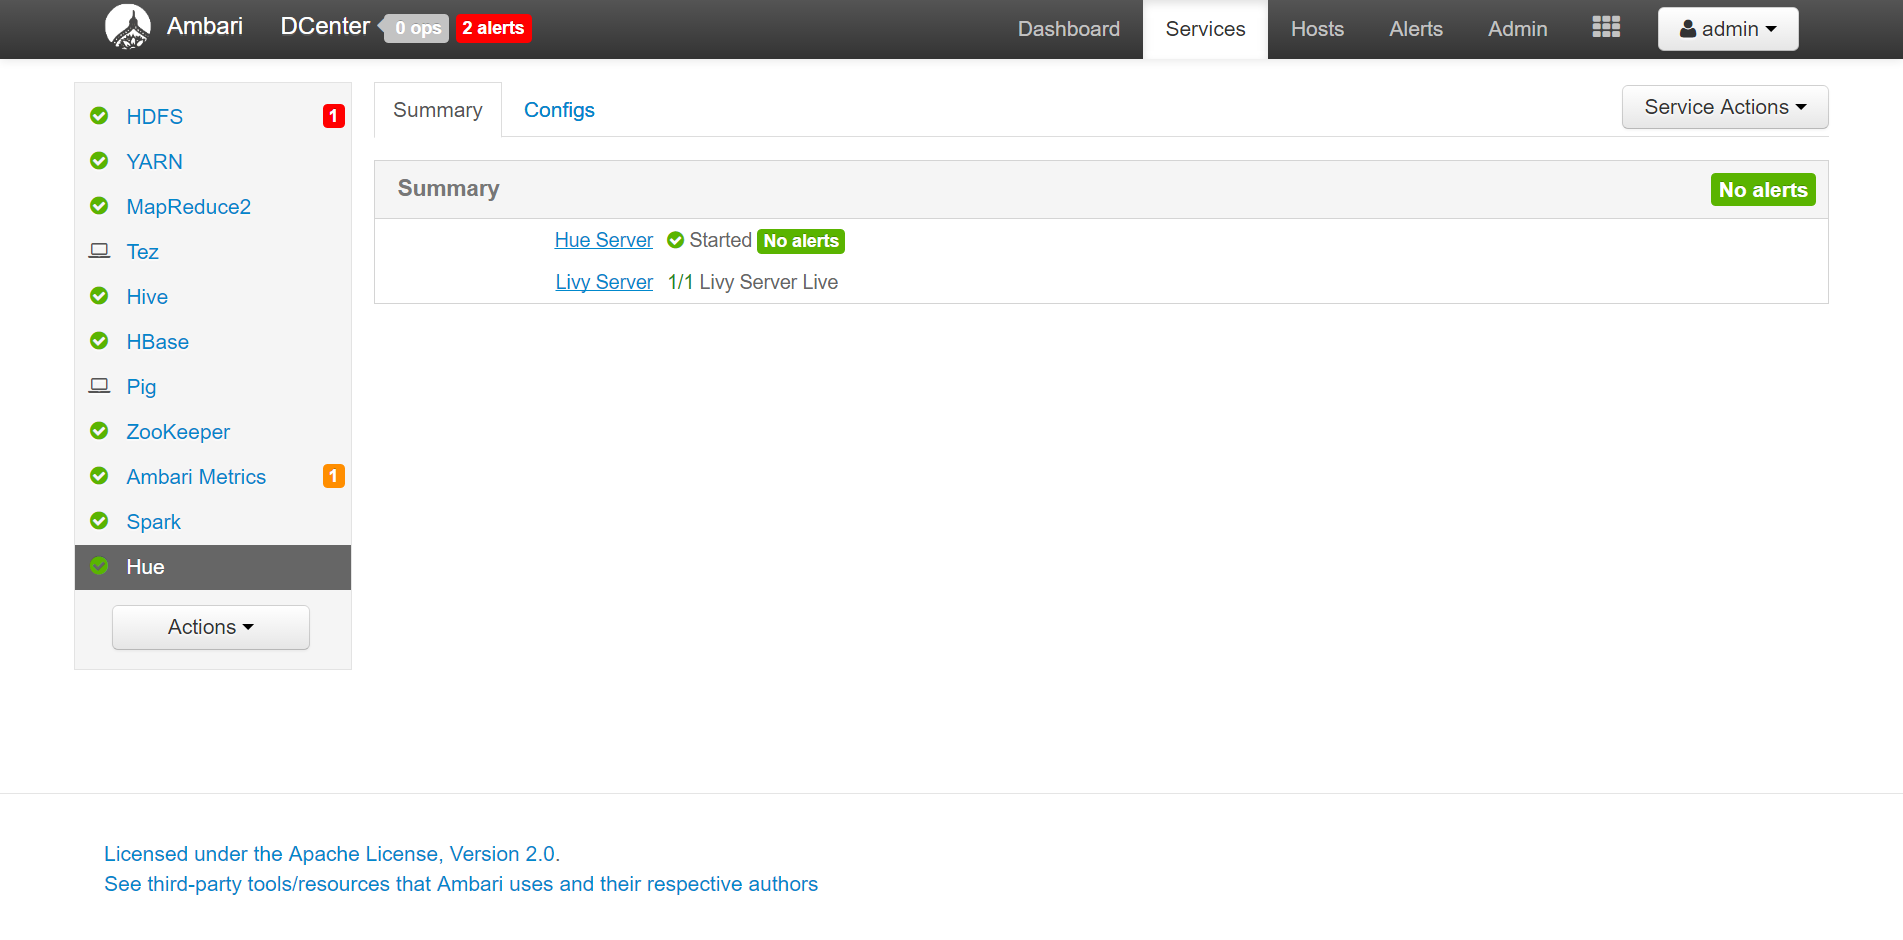 Ambari DCenter 0 ops 2 alerts Dashboard Services Hosts Alerts Admin admin
HDFS 1
YARN
MapReduce2
Tez
Hive
HBase
Pig
ZooKeeper
Ambari Metrics 1
Spark
Hue
Actions
Summary Configs Service Actions
Summary No alerts
Hue Server Started No alerts
Livy Server 1/1 Livy Server Live
Licensed under the Apache License, Version 2.0.
See third-party tools/resources that Ambari uses and their respective authors